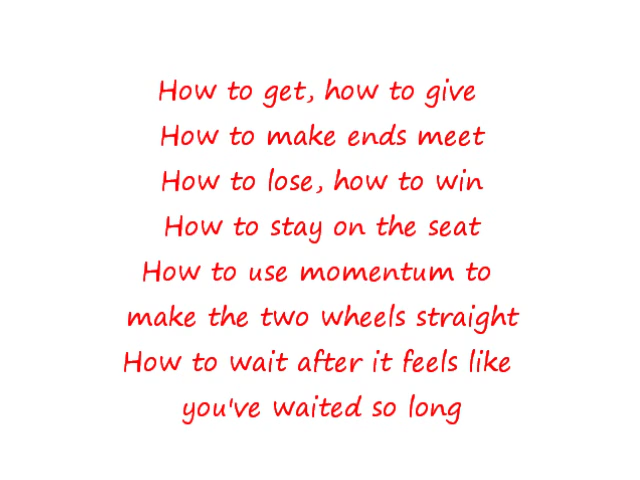 How to get, how to give
How to make ends meet
How to lose, how to win
How to stay on the seat
How to use momentum to
make the two wheels straight
How to wait after it feels like
you've waited so long